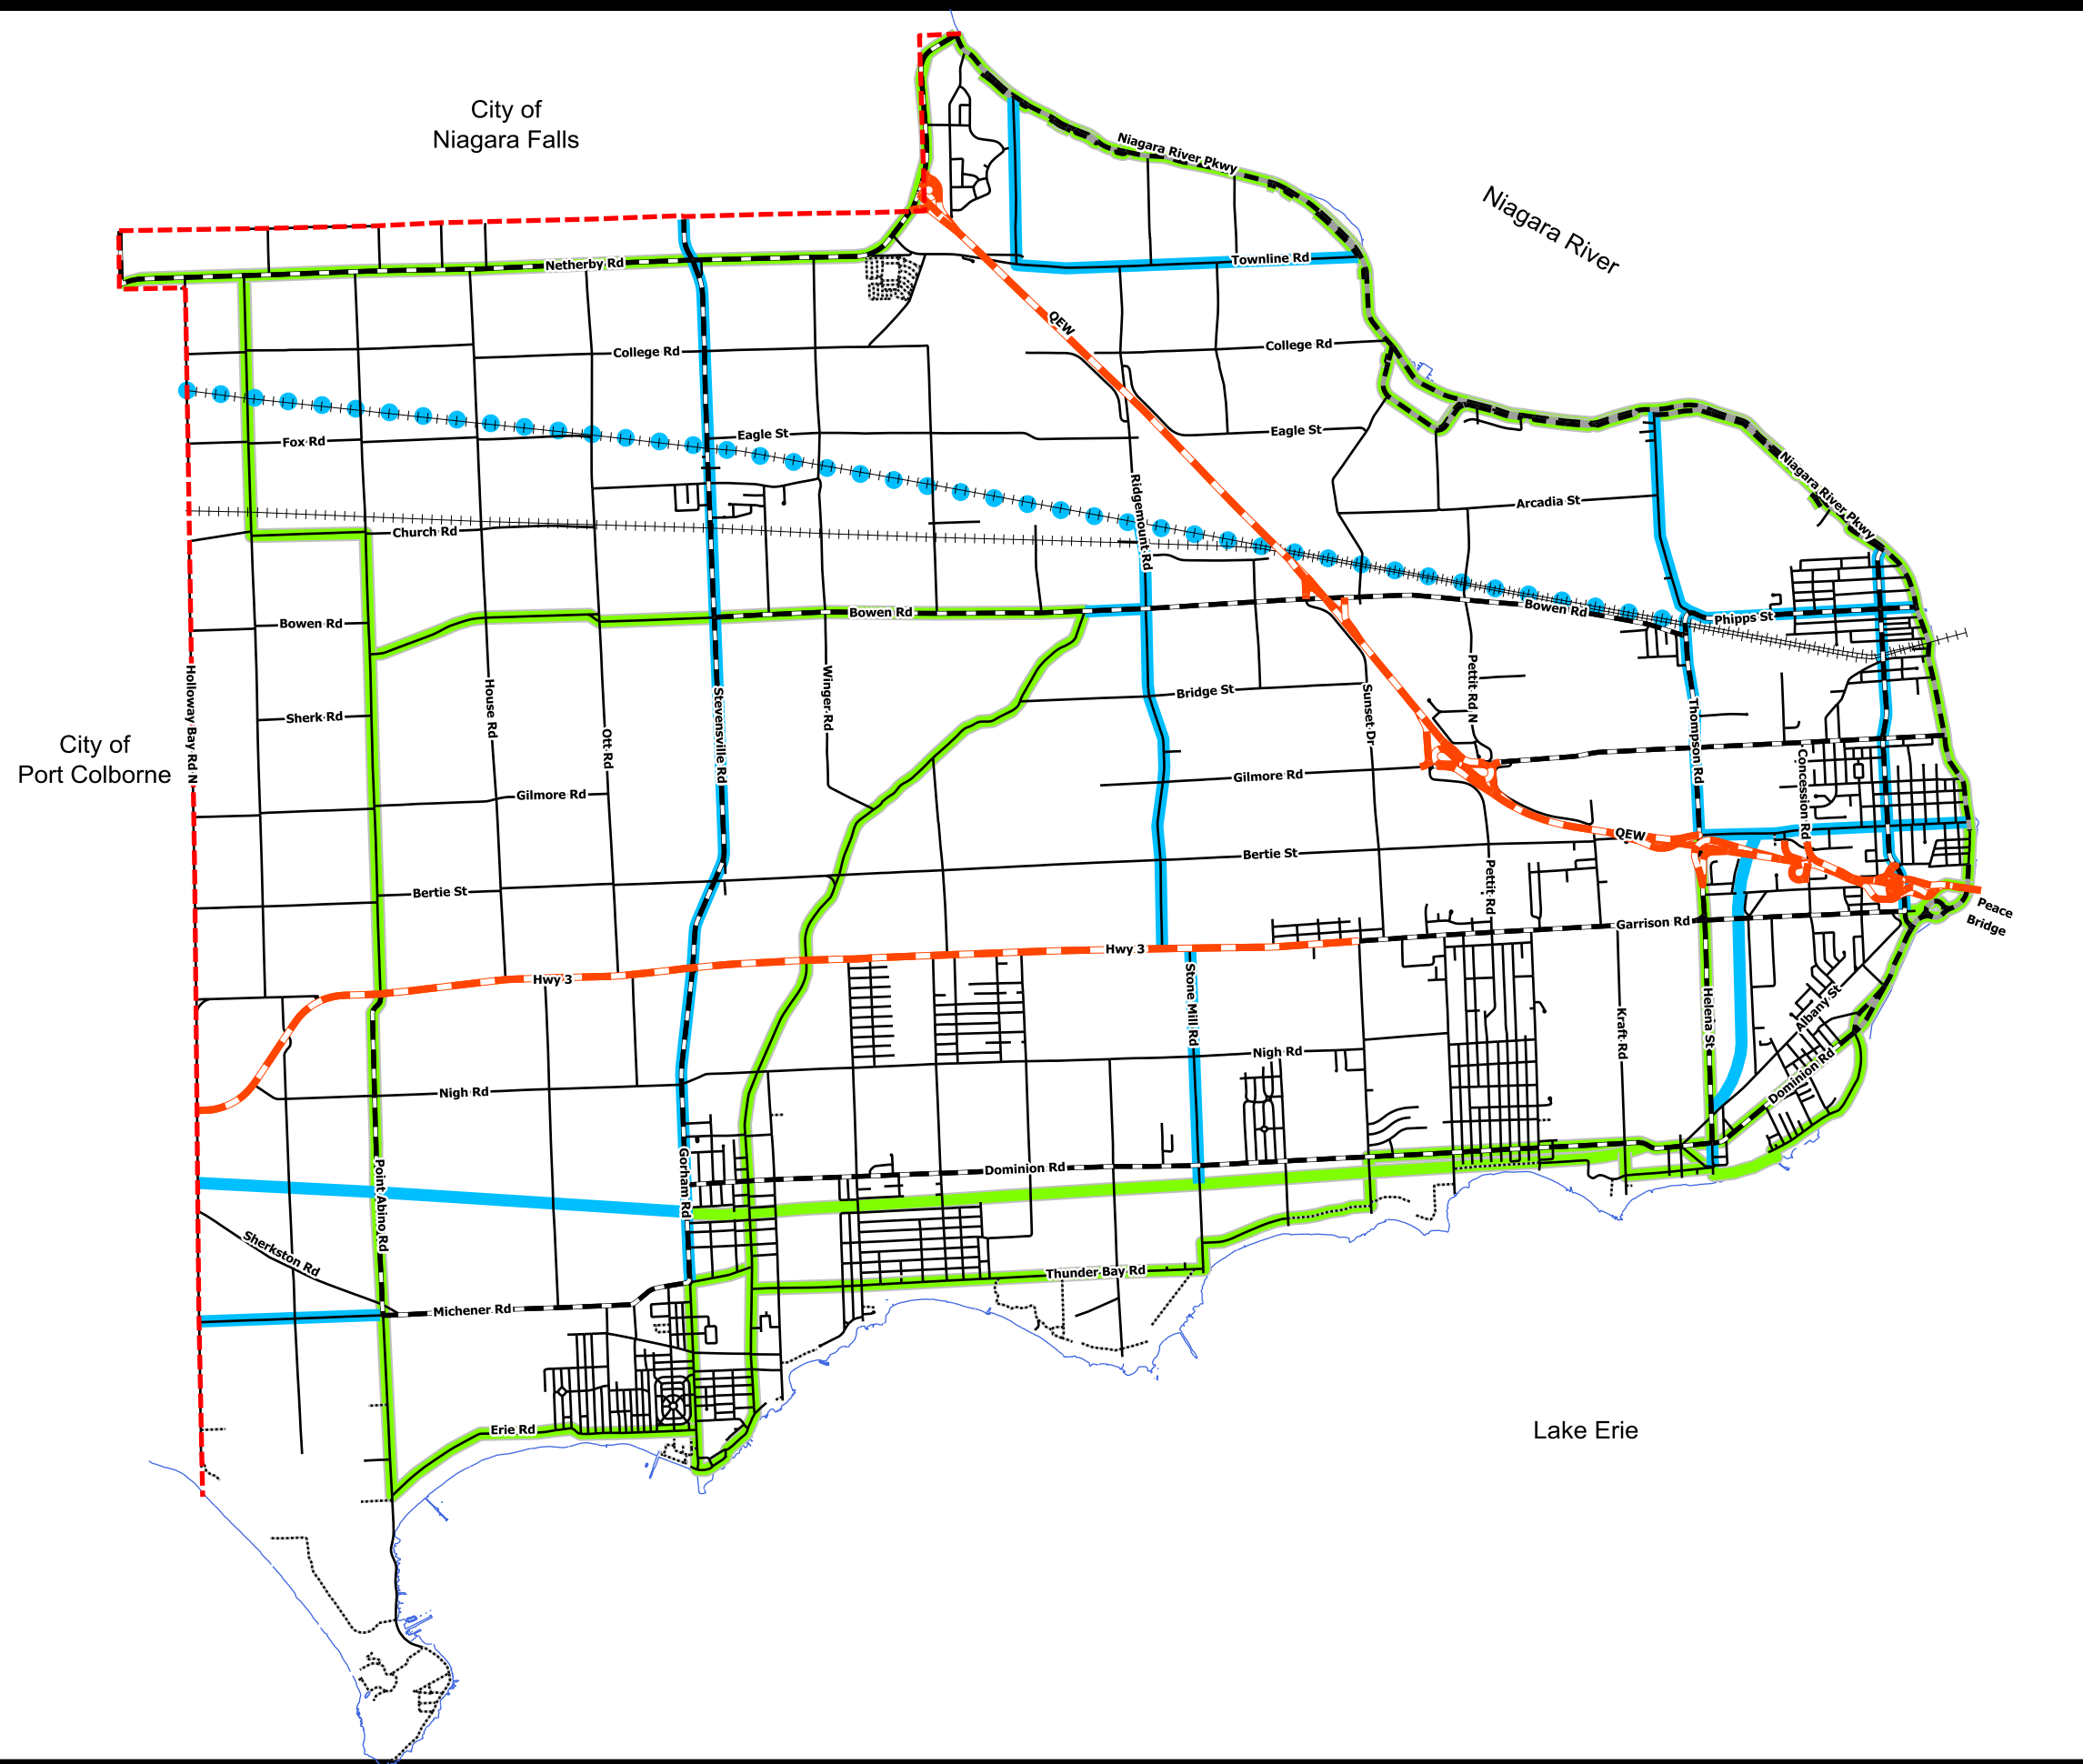 City of
Niagara Falls
Niagara River Pkwy
Niagara River
Netherby Rd
Townline Rd
QEW
College Rd
College Rd
Fox Rd
Eagle St
Eagle St
Niagara River Pkwy
Ridgemount Rd
Arcadia St
Church Rd
Bowen Rd
Bowen Rd
Bowen Rd
Phipps St
City of
Port Colborne
Holloway Bay Rd N
House Rd
Ott Rd
Stevensville Rd
Winger Rd
Bridge St
Sunset Dr
Pettit Rd N
Thompson Rd
Concession Rd
Sherk Rd
Gilmore Rd
Gilmore Rd
QEW
Bertie St
Bertie St
Pettit Rd
Garrison Rd
Peace
Bridge
Hwy 3
Hwy 3
Stone Mill Rd
Helena St
Kraft Rd
Albany St
Nigh Rd
Nigh Rd
Dominion Rd
Point Abino Rd
Gorham Rd
Dominion Rd
Sherkston Rd
Thunder Bay Rd
Michener Rd
Erie Rd
Lake Erie